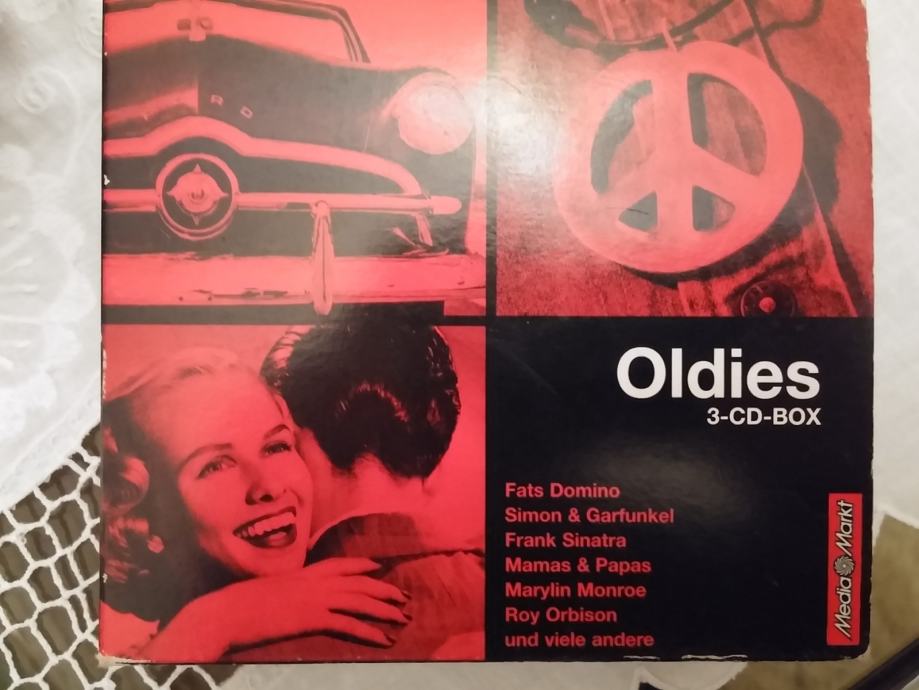 R D
Oldies
3-CD-BOX
Fats Domino
Simon & Garfunkel
Frank Sinatra
Mamas & Papas
Marylin Monroe
Roy Orbison
und viele andere
Media Markt